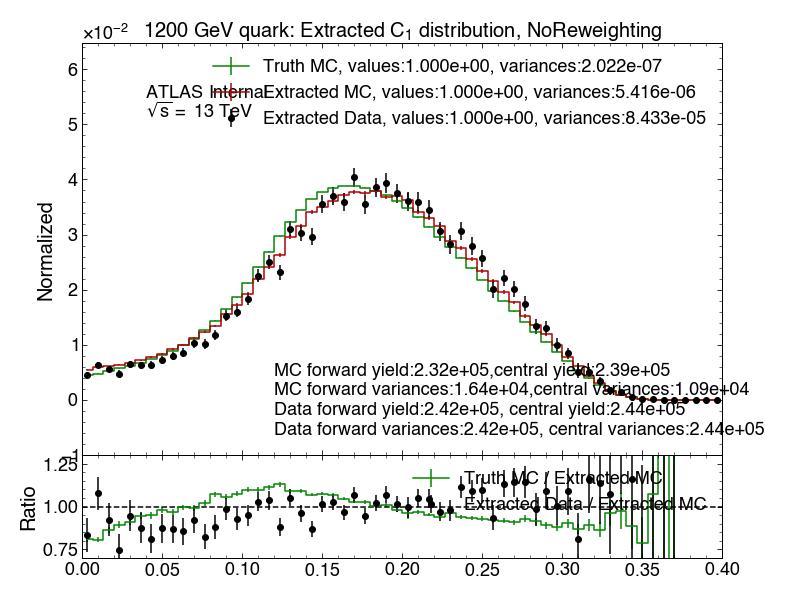 ×10⁻² 1200 GeV quark: Extracted C₁ distribution, NoReweighting
Truth MC, values:1.000e+00, variances:2.022e-07
ATLAS Internal
Extracted MC, values:1.000e+00, variances:5.416e-06
√s = 13 TeV
Extracted Data, values:1.000e+00, variances:8.433e-05
6
5
4
3
2
1
0
-1
Normalized
MC forward yield:2.32e+05,central yield:2.39e+05
MC forward variances:1.64e+04,central variances:1.09e+04
Data forward yield:2.42e+05, central yield:2.44e+05
Data forward variances:2.42e+05, central variances:2.44e+05
1.25
1.00
0.75
Ratio
Truth MC / Extracted MC
Extracted Data / Extracted MC
0.00 0.05 0.10 0.15 0.20 0.25 0.30 0.35 0.40